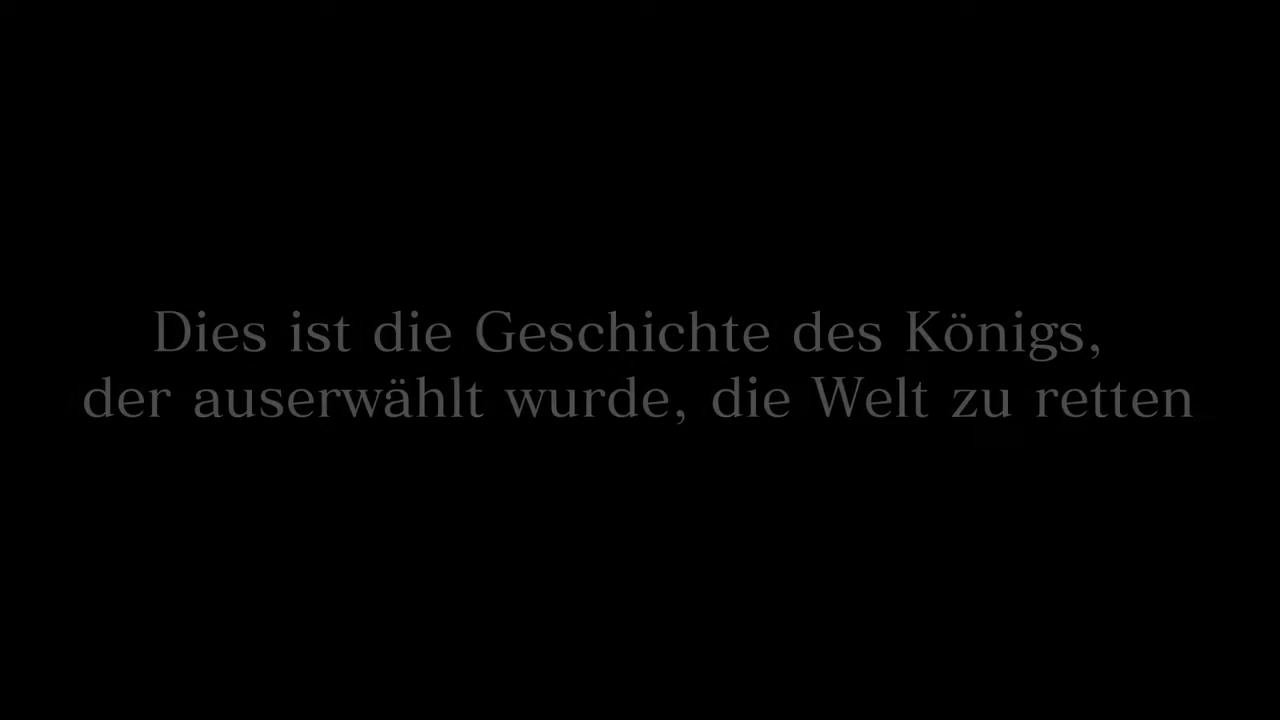 Dies ist die Geschichte des Königs,
der auserwählt wurde, die Welt zu retten